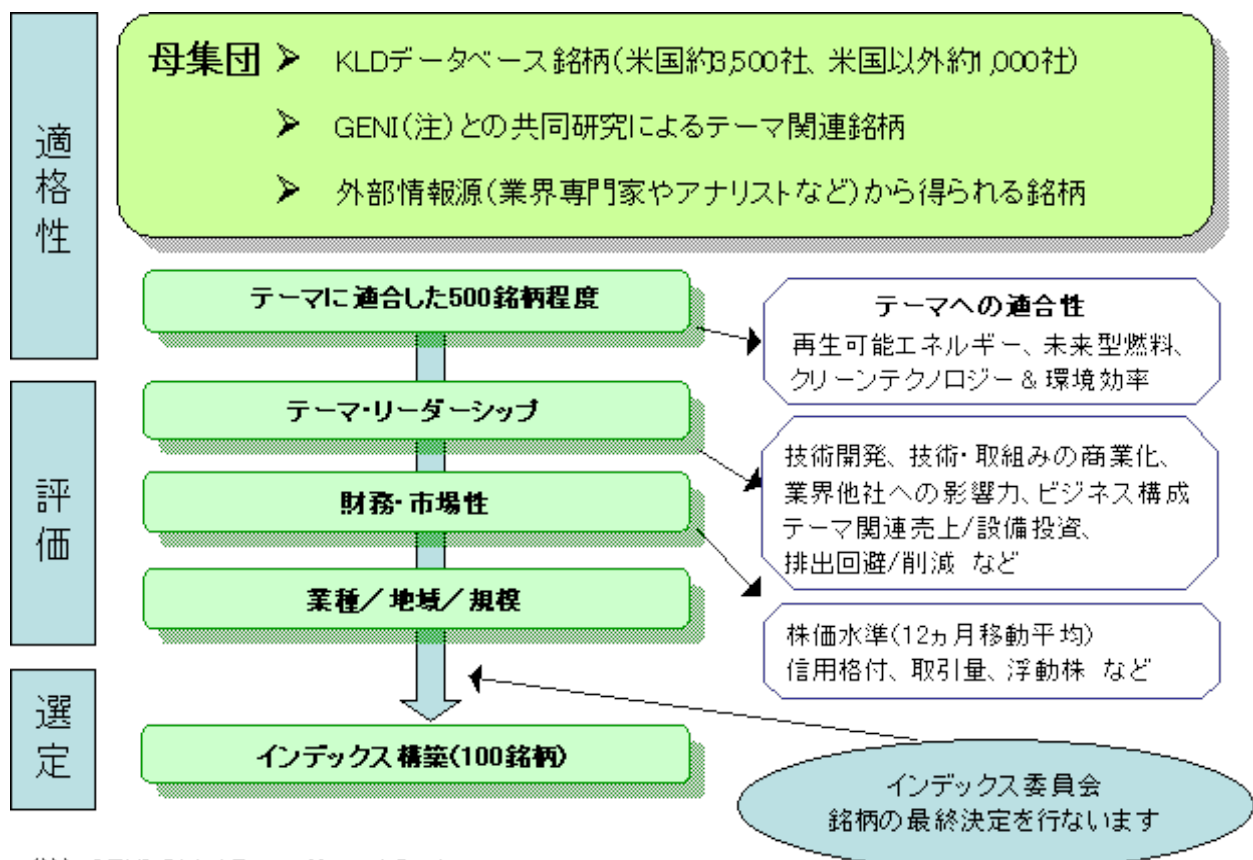 適格性
母集団 ➢ KLDデータベース銘柄(米国約3,500社、米国以外約1,000社)
➢ GENI(注)との共同研究によるテーマ関連銘柄
➢ 外部情報源(業界専門家やアナリストなど)から得られる銘柄
テーマに適合した500銘柄程度
テーマへの適合性
再生可能エネルギー、未来型燃料、
クリーンテクノロジー & 環境効率
評価
テーマ・リーダーシップ
財務・市場性
業種/地域/規模
技術開発、技術・取組みの商業化、
業界他社への影響力、ビジネス構成
テーマ関連売上/設備投資、
排出回避/削減 など
株価水準(12ヵ月移動平均)
信用格付、取引量、浮動株 など
選定
インデックス構築(100銘柄)
インデックス委員会
銘柄の最終決定を行ないます